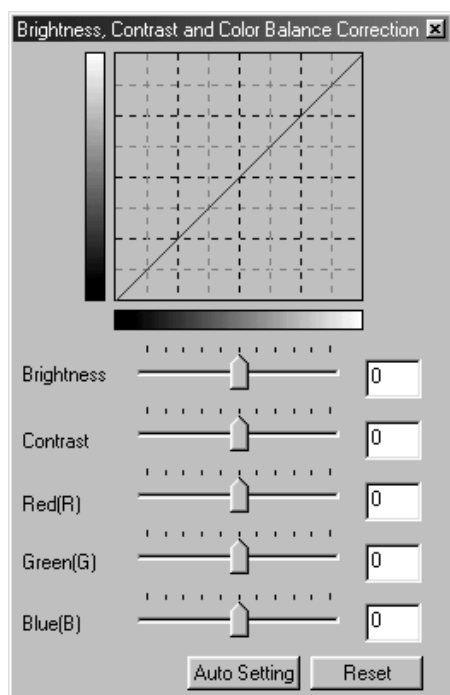 Brightness, Contrast and Color Balance Correction
Brightness 0
Contrast 0
Red(R) 0
Green(G) 0
Blue(B) 0
Auto Setting Reset